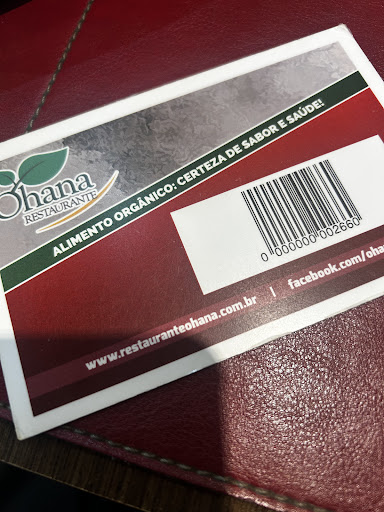 Ohana
RESTAURANTE
ALIMENTO ORGÂNICO: CERTEZA DE SABOR E SAÚDE!
0 000000 002660
www.restauranteohana.com.br | facebook.com/oha